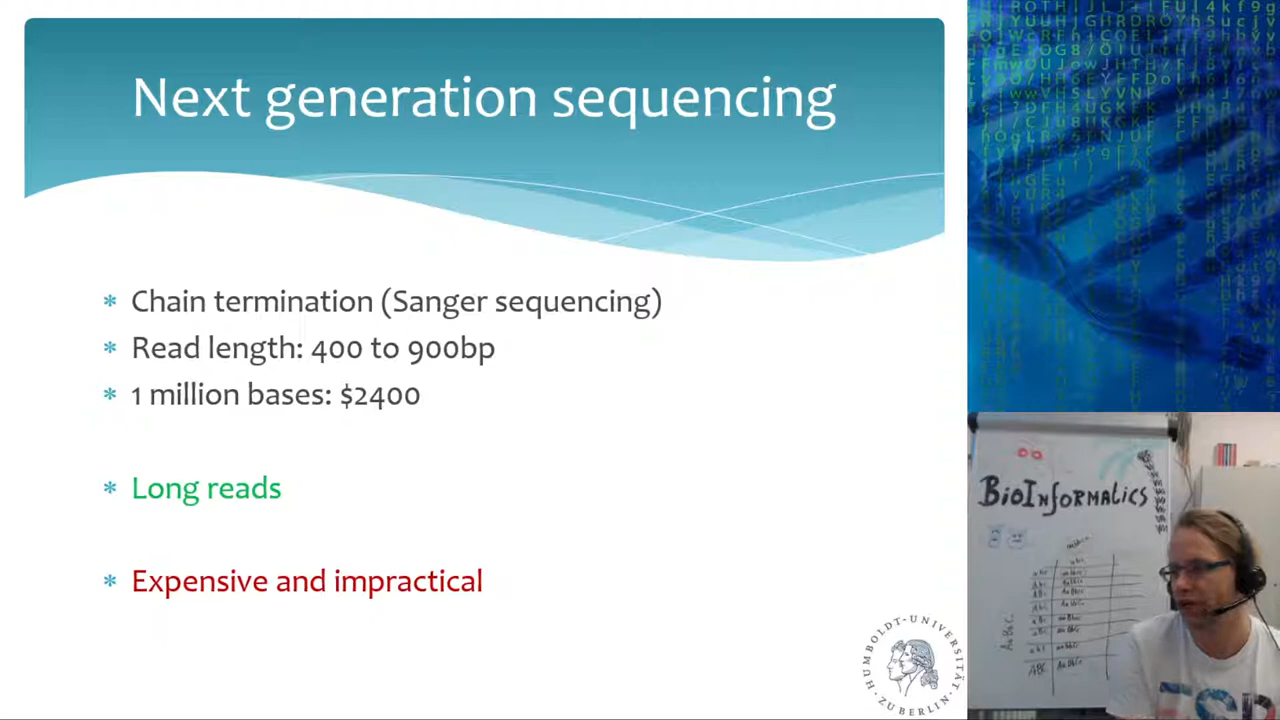 Next generation sequencing
* Chain termination (Sanger sequencing)
* Read length: 400 to 900bp
* 1 million bases: $2400
* Long reads
* Expensive and impractical
HUMBOLDT-UNIVERSITÄT ZU BERLIN
BioInformatics